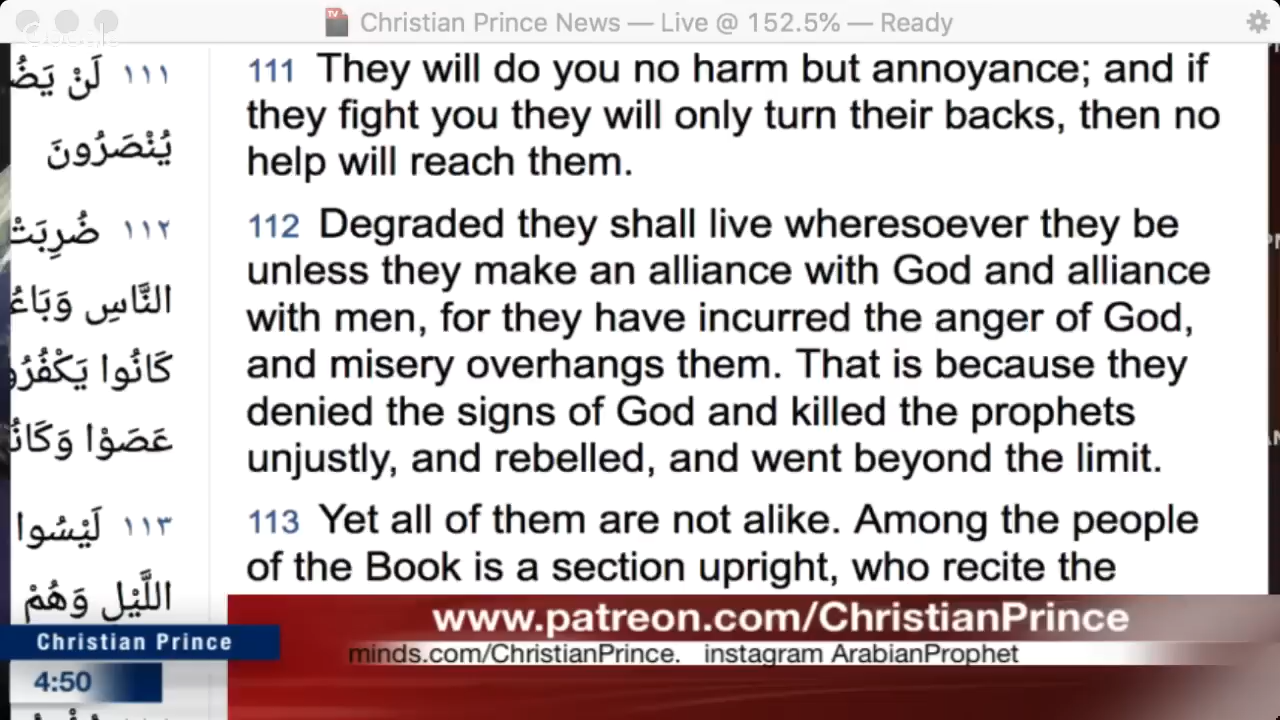 Christian Prince News — Live @ 152.5% — Ready
Google
111 They will do you no harm but annoyance; and if
they fight you they will only turn their backs, then no
help will reach them.
112 Degraded they shall live wheresoever they be
unless they make an alliance with God and alliance
with men, for they have incurred the anger of God,
and misery overhangs them. That is because they
denied the signs of God and killed the prophets
unjustly, and rebelled, and went beyond the limit.
113 Yet all of them are not alike. Among the people
of the Book is a section upright, who recite the
١١١ لَنْ
يُنْصَرُونَ
١١٢ ضُرِبَتْ
النَّاسِ
كَانُوا
عَصَوْا
١١٣ لَيْسُوا
اللَّيْلِ وَهُمْ
www.patreon.com/ChristianPrince
Christian Prince
minds.com/ChristianPrince. instagram ArabianProphet
4:50